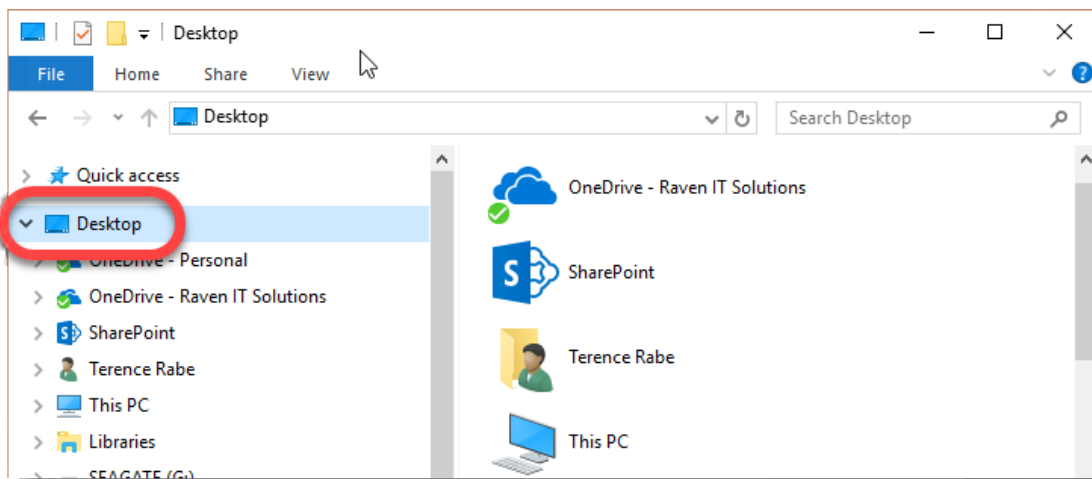 Desktop
File Home Share View
Desktop
Search Desktop
Quick access
Desktop
OneDrive - Personal
OneDrive - Raven IT Solutions
SharePoint
Terence Rabe
This PC
Libraries
SEAGATE (G:)
OneDrive - Raven IT Solutions
S
SharePoint
Terence Rabe
This PC